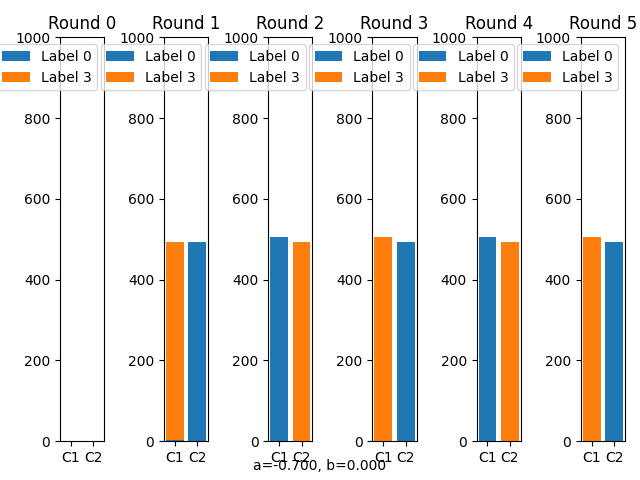 Round 0 Round 1 Round 2 Round 3 Round 4 Round 5
1000 1000 1000 1000 1000 1000
Label 0 Label 0 Label 0 Label 0 Label 0 Label 0
Label 3 Label 3 Label 3 Label 3 Label 3 Label 3
800 800 800 800 800 800
600 600 600 600 600 600
400 400 400 400 400 400
200 200 200 200 200 200
0 0 0 0 0 0
C1 C2 C1 C2 C1 C2 C1 C2 C1 C2 C1 C2
a=-0.700, b=0.000